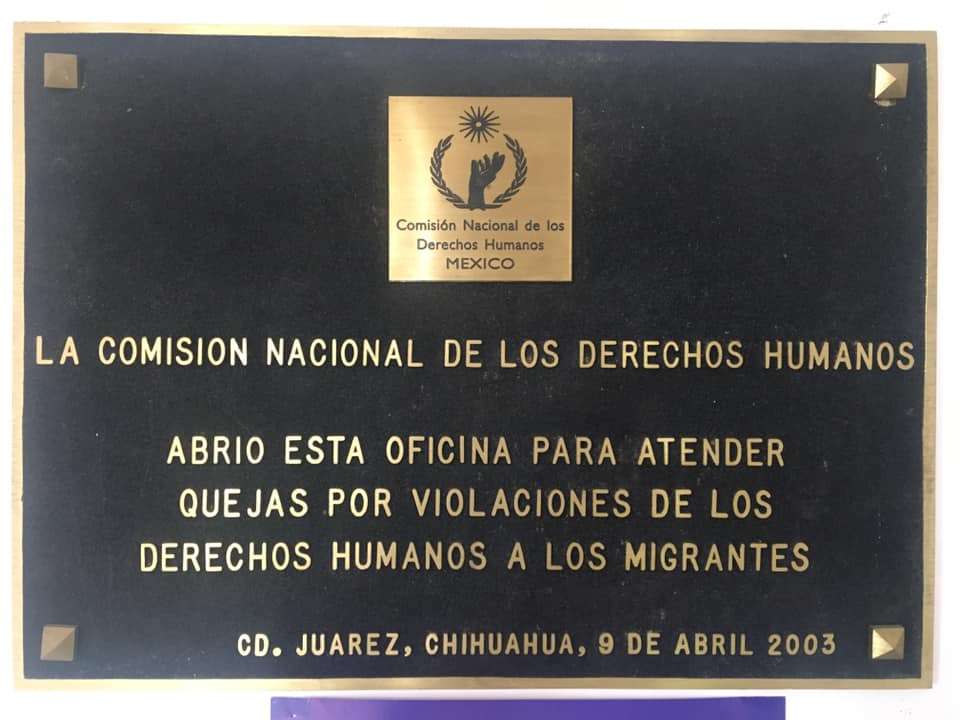 Comisión Nacional de los
Derechos Humanos
MEXICO
LA COMISION NACIONAL DE LOS DERECHOS HUMANOS
ABRIO ESTA OFICINA PARA ATENDER
QUEJAS POR VIOLACIONES DE LOS
DERECHOS HUMANOS A LOS MIGRANTES
CD. JUAREZ, CHIHUAHUA, 9 DE ABRIL 2003